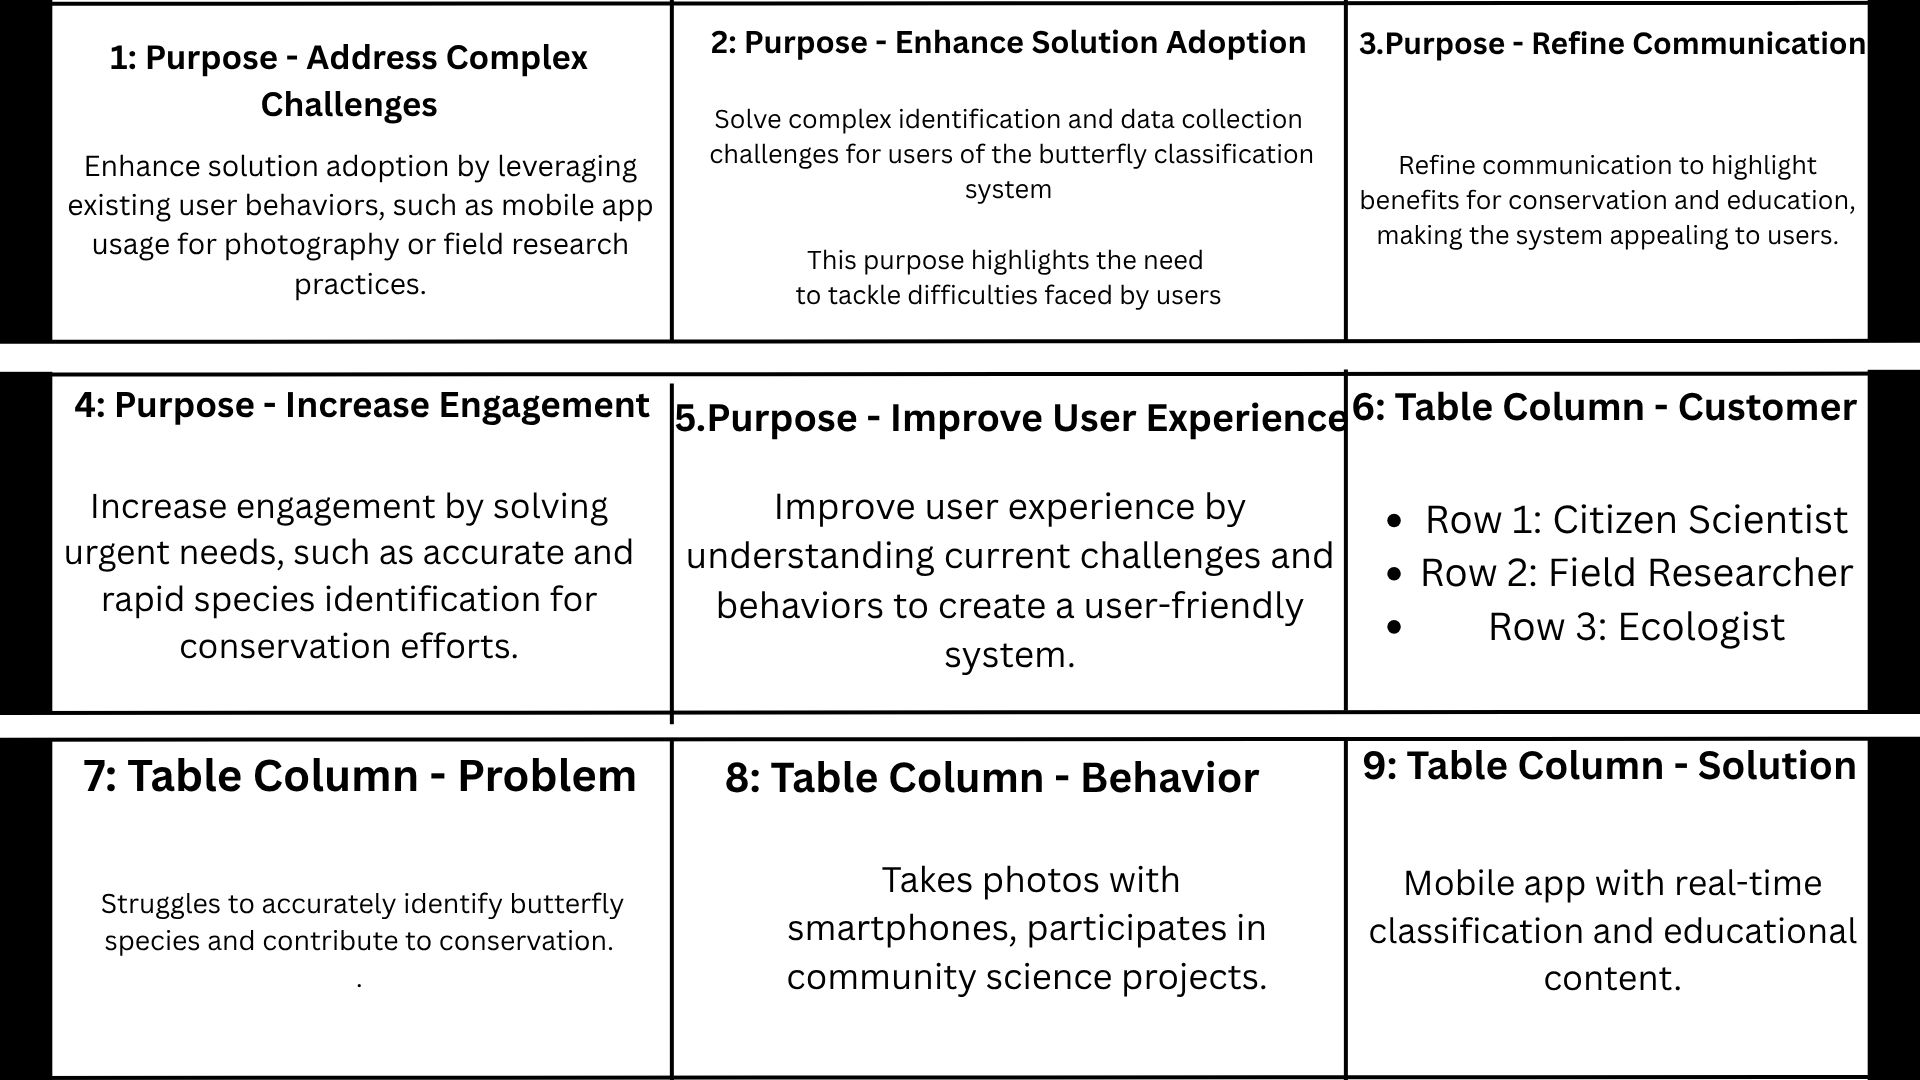 1: Purpose - Address Complex
Challenges
Enhance solution adoption by leveraging
existing user behaviors, such as mobile app
usage for photography or field research
practices.
2: Purpose - Enhance Solution Adoption
Solve complex identification and data collection
challenges for users of the butterfly classification
system
This purpose highlights the need
to tackle difficulties faced by users
3.Purpose - Refine Communication
Refine communication to highlight
benefits for conservation and education,
making the system appealing to users.
4: Purpose - Increase Engagement
Increase engagement by solving
urgent needs, such as accurate and
rapid species identification for
conservation efforts.
5.Purpose - Improve User Experience
Improve user experience by
understanding current challenges and
behaviors to create a user-friendly
system.
6: Table Column - Customer
• Row 1: Citizen Scientist
• Row 2: Field Researcher
• Row 3: Ecologist
7: Table Column - Problem
Struggles to accurately identify butterfly
species and contribute to conservation.
.
8: Table Column - Behavior
Takes photos with
smartphones, participates in
community science projects.
9: Table Column - Solution
Mobile app with real-time
classification and educational
content.